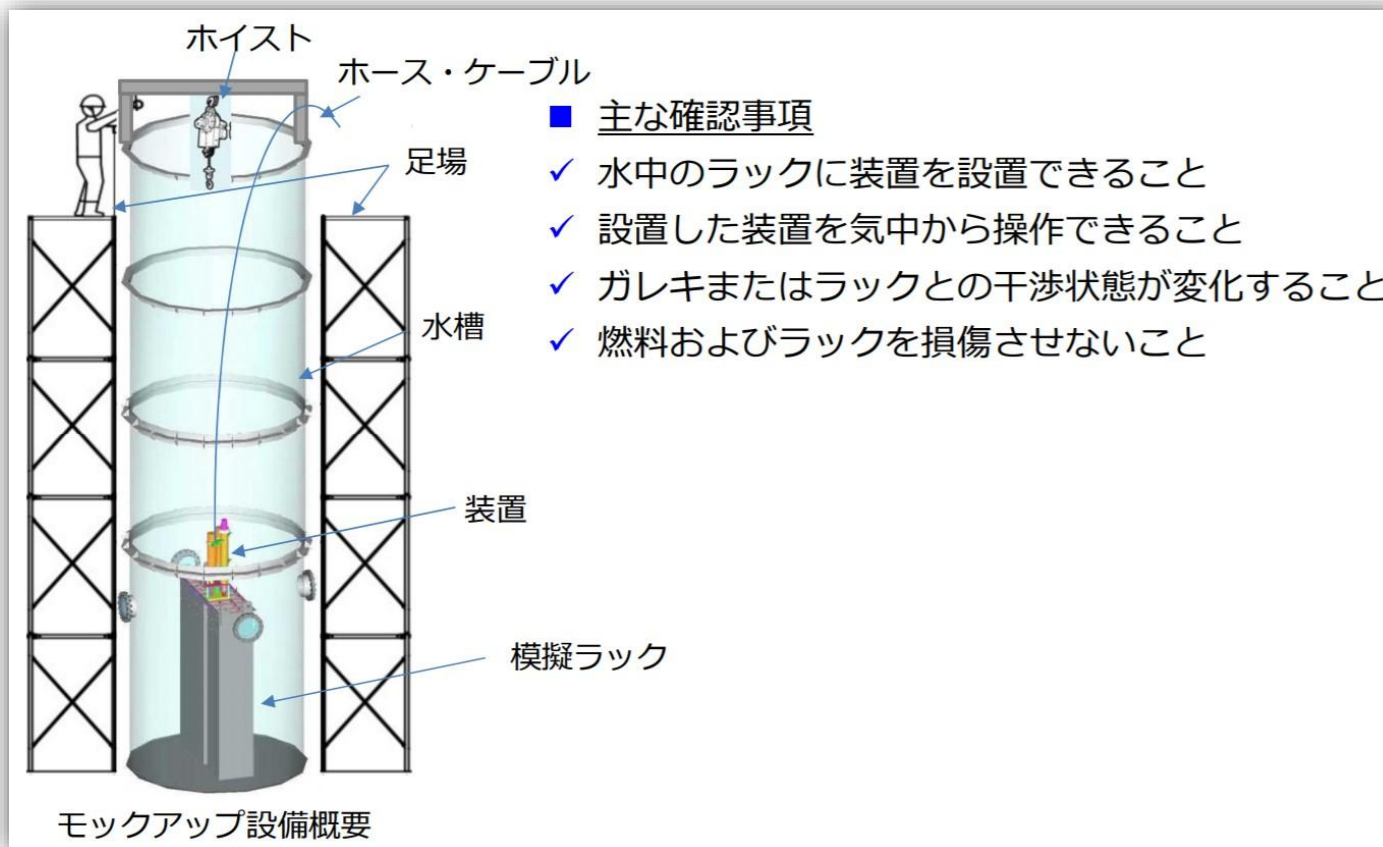 ホイスト
ホース・ケーブル
足場
水槽
装置
模擬ラック
モックアップ設備概要
■ 主な確認事項
✓ 水中のラックに装置を設置できること
✓ 設置した装置を気中から操作できること
✓ ガレキまたはラックとの干渉状態が変化すること
✓ 燃料およびラックを損傷させないこと